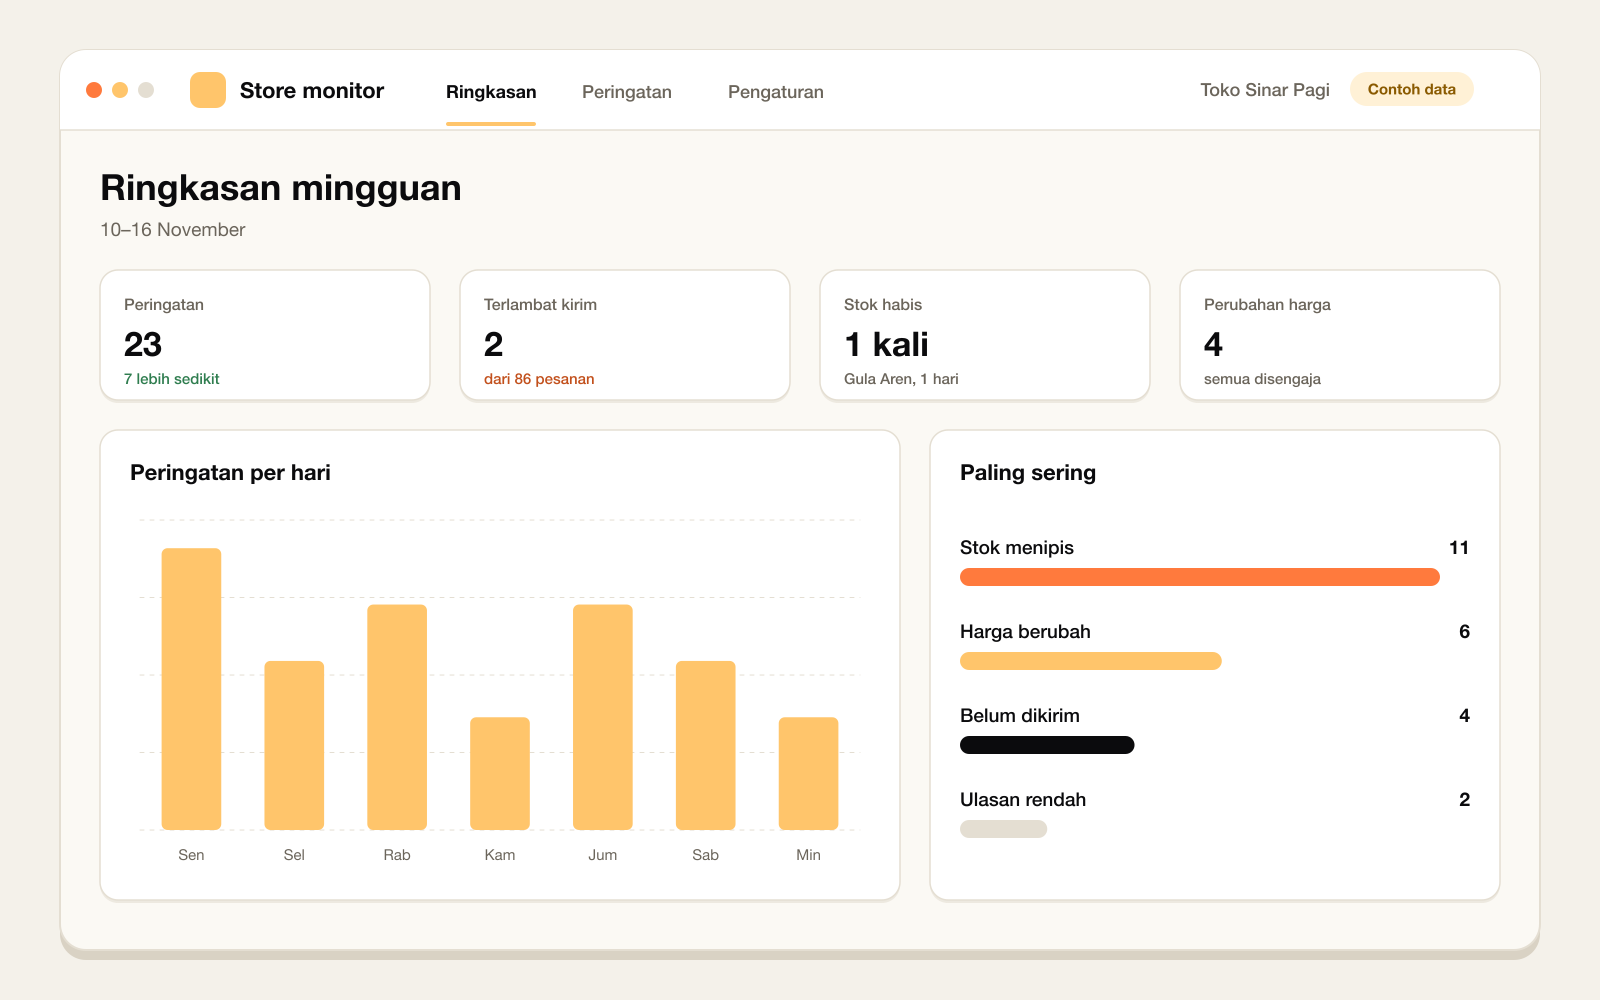 Store monitor
Ringkasan
Peringatan
Pengaturan
Toko Sinar Pagi
Contoh data
Ringkasan mingguan
10–16 November
Peringatan
23
7 lebih sedikit
Terlambat kirim
2
dari 86 pesanan
Stok habis
1 kali
Gula Aren, 1 hari
Perubahan harga
4
semua disengaja
Peringatan per hari
Sen Sel Rab Kam Jum Sab Min
Paling sering
Stok menipis 11
Harga berubah 6
Belum dikirim 4
Ulasan rendah 2